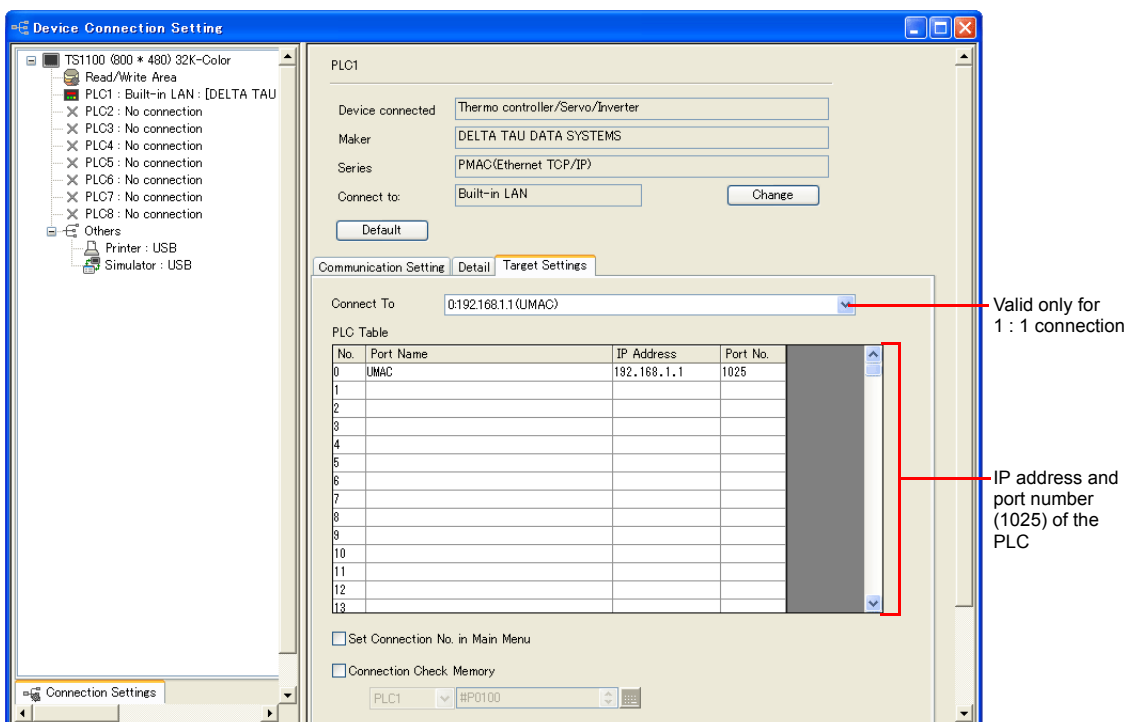 Device Connection Setting
TS1100 (800 * 480) 32K-Color
Read/Write Area
PLC1 : Built-in LAN : [DELTA TAU
PLC2 : No connection
PLC3 : No connection
PLC4 : No connection
PLC5 : No connection
PLC6 : No connection
PLC7 : No connection
PLC8 : No connection
Others
Printer : USB
Simulator : USB
Connection Settings
PLC1
Device connected Thermo controller/Servo/Inverter
Maker DELTA TAU DATA SYSTEMS
Series PMAC(Ethernet TCP/IP)
Connect to: Built-in LAN Change
Default
Communication Setting Detail Target Settings
Connect To 0:192.168.1.1(UMAC)
PLC Table
No. Port Name IP Address Port No.
0 UMAC 192.168.1.1 1025
1
2
3
4
5
6
7
8
9
10
11
12
13
Set Connection No. in Main Menu
Connection Check Memory
PLC1 #P0100
Valid only for
1 : 1 connection
IP address and
port number
(1025) of the
PLC